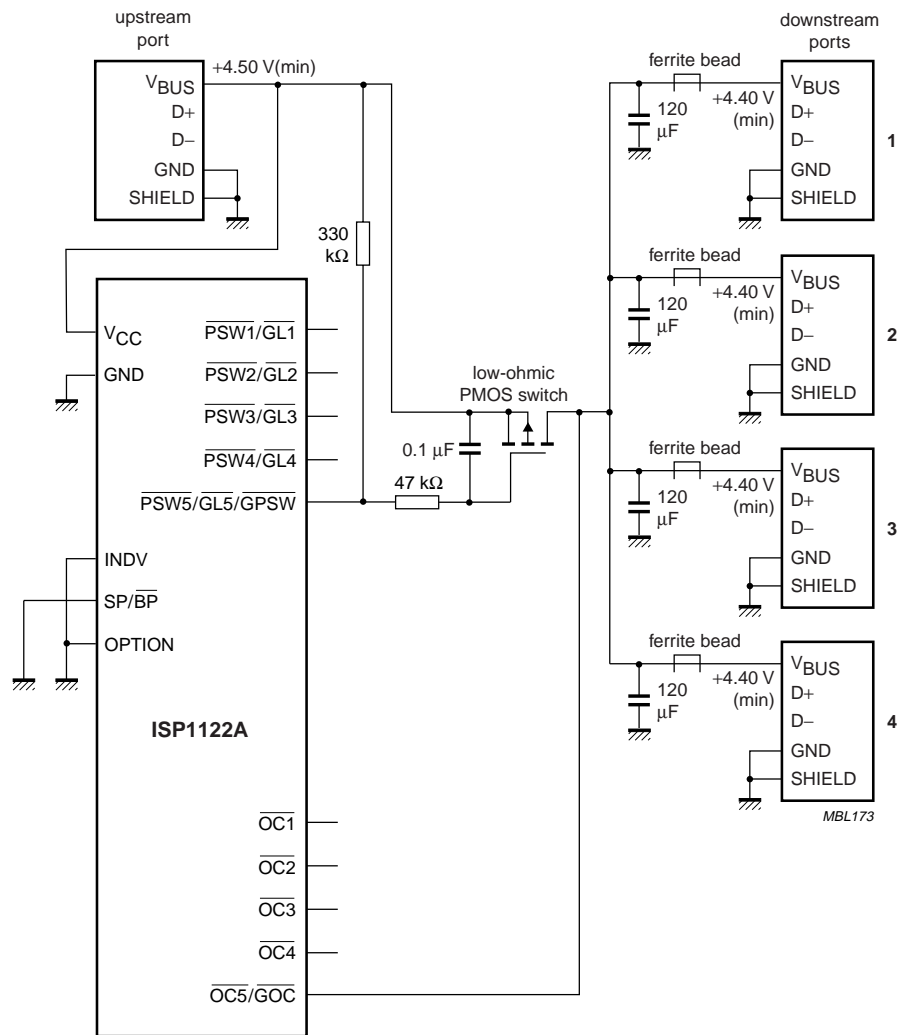 upstream
port
+4.50 V(min)
VBUS
D+
D−
GND
SHIELD
330
kΩ
VCC
GND
PSW1/GL1
PSW2/GL2
PSW3/GL3
PSW4/GL4
PSW5/GL5/GPSW
INDV
SP/BP
OPTION
ISP1122A
OC1
OC2
OC3
OC4
OC5/GOC
low-ohmic
PMOS switch
0.1 μF
47 kΩ
downstream
ports
ferrite bead
120
μF
+4.40 V
(min)
VBUS
D+
D−
GND
SHIELD
1
ferrite bead
120
μF
+4.40 V
(min)
VBUS
D+
D−
GND
SHIELD
2
ferrite bead
120
μF
+4.40 V
(min)
VBUS
D+
D−
GND
SHIELD
3
ferrite bead
120
μF
+4.40 V
(min)
VBUS
D+
D−
GND
SHIELD
4
MBL173